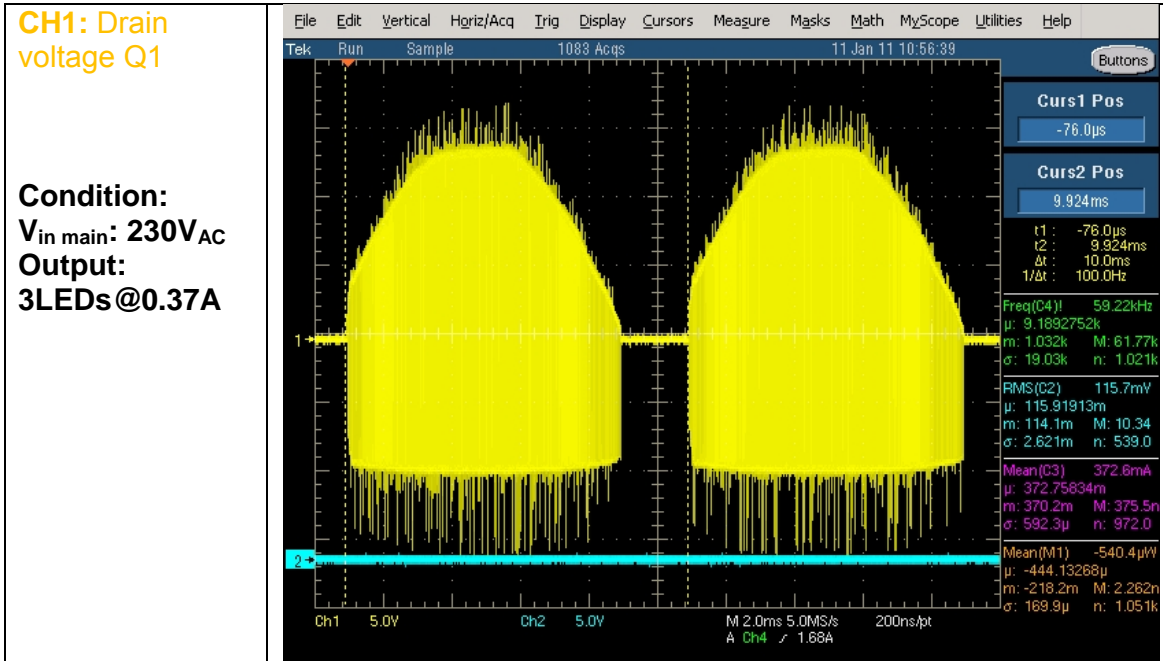 CH1: Drain
voltage Q1
Condition:
Vin main: 230VAC
Output:
3LEDs@0.37A
File Edit Vertical Horiz/Acq Trig Display Cursors Measure Masks Math MyScope Utilities Help
Tek Run Sample 1083 Acqs 11 Jan 11 10:56:39
Buttons
Curs1 Pos
-76.0µs
Curs2 Pos
9.924ms
t1 : -76.0µs
t2 : 9.924ms
Δt : 10.0ms
1/Δt : 100.0Hz
Freq(C4)! 59.22kHz
µ: 9.1892752k
m: 1.032k M: 61.77k
σ: 19.03k n: 1.021k
RMS(C2) 115.7mV
µ: 115.91913m
m: 114.1m M: 10.34
σ: 2.621m n: 539.0
Mean(C3) 372.6mA
µ: 372.75834m
m: 370.2m M: 375.5m
σ: 592.3µ n: 972.0
Mean(M1) -540.4µW
µ: -444.13268µ
m: -218.2m M: 2.262m
σ: 169.9µ n: 1.051k
1
2
Ch1 5.0V Ch2 5.0V M 2.0ms 5.0MS/s 200ns/pt
A Ch4 ∕ 1.68A